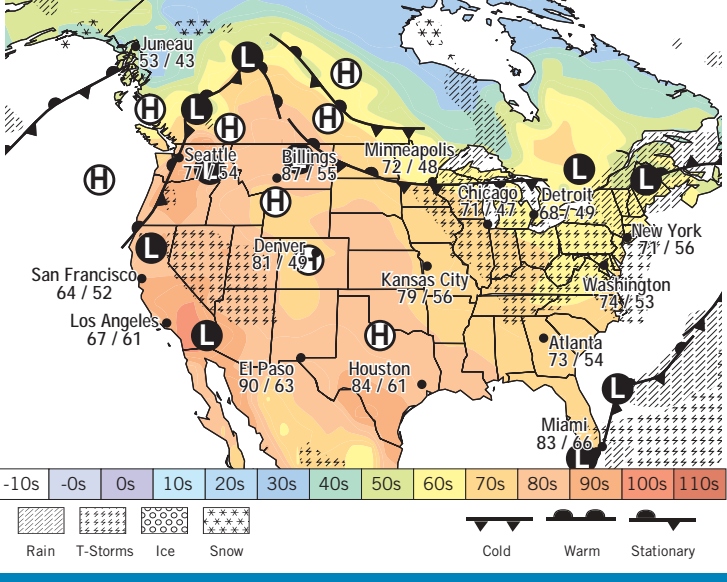 Juneau
53 / 43
L
H
H
L
H
H
Seattle
77 / 54
Billings
87 / 55
Minneapolis
72 / 48
L
L
H
H
Chicago
71 / 47
Detroit
68 / 49
New York
71 / 56
L
Denver
81 / 49
H
San Francisco
64 / 52
Kansas City
79 / 56
Washington
74 / 53
Los Angeles
67 / 61
L
H
Atlanta
73 / 54
El Paso
90 / 63
Houston
84 / 61
L
Miami
83 / 66
L
-10s -0s 0s 10s 20s 30s 40s 50s 60s 70s 80s 90s 100s 110s
Rain T-Storms Ice Snow Cold Warm Stationary